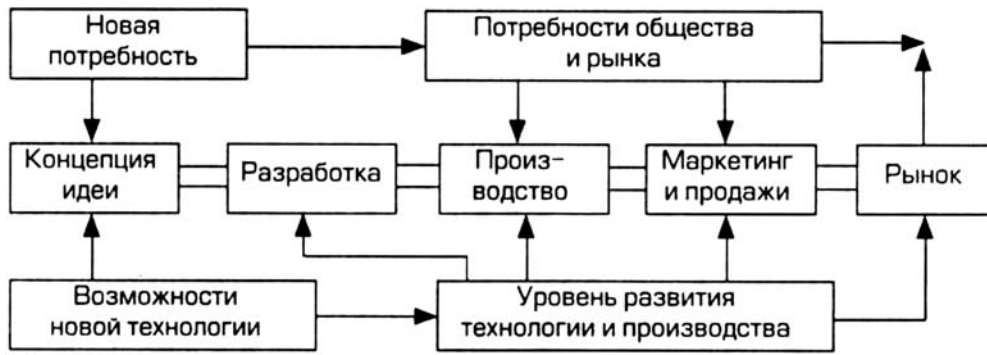 Новая
потребность
Потребности общества
и рынка
Концепция
идеи
Разработка
Произ-
водство
Маркетинг
и продажи
Рынок
Возможности
новой технологии
Уровень развития
технологии и производства